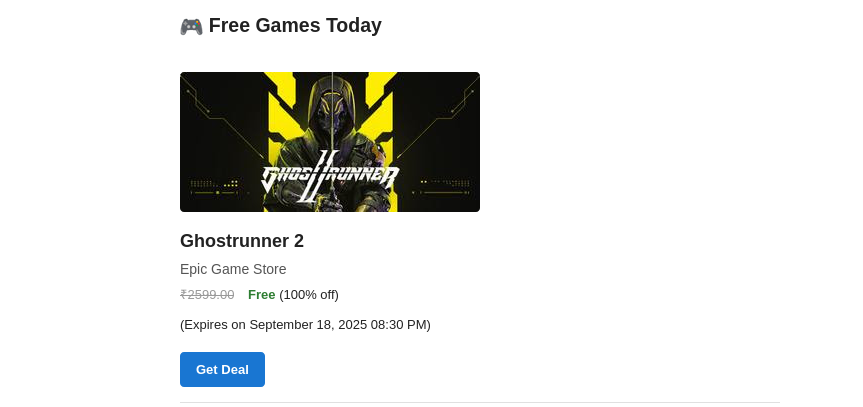 🎮 Free Games Today
GHOSTRUNNER II
Ghostrunner 2
Epic Game Store
₹2599.00 Free (100% off)
(Expires on September 18, 2025 08:30 PM)
Get Deal